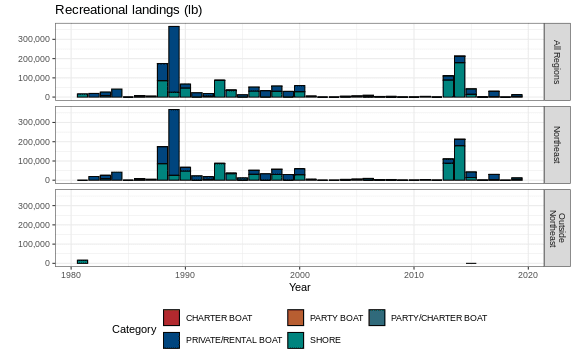 Recreational landings (lb)
300,000
200,000
100,000
0
All Regions
300,000
200,000
100,000
0
Northeast
300,000
200,000
100,000
0
Outside
Northeast
1980 1990 2000 2010 2020
Year
Category
CHARTER BOAT PARTY BOAT PARTY/CHARTER BOAT
PRIVATE/RENTAL BOAT SHORE